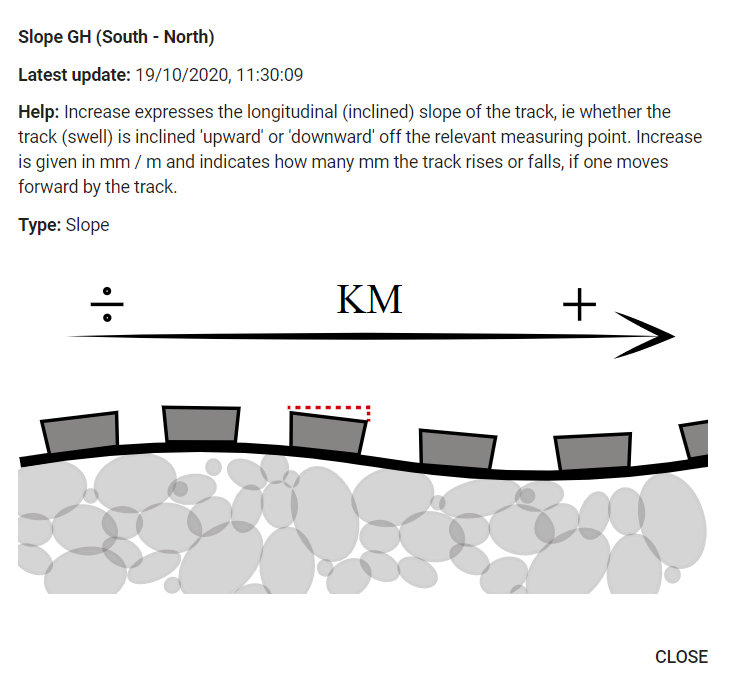 Slope GH (South - North)
Latest update: 19/10/2020, 11:30:09
Help: Increase expresses the longitudinal (inclined) slope of the track, ie whether the
track (swell) is inclined 'upward' or 'downward' off the relevant measuring point. Increase
is given in mm / m and indicates how many mm the track rises or falls, if one moves
forward by the track.
Type: Slope
÷ KM +
CLOSE